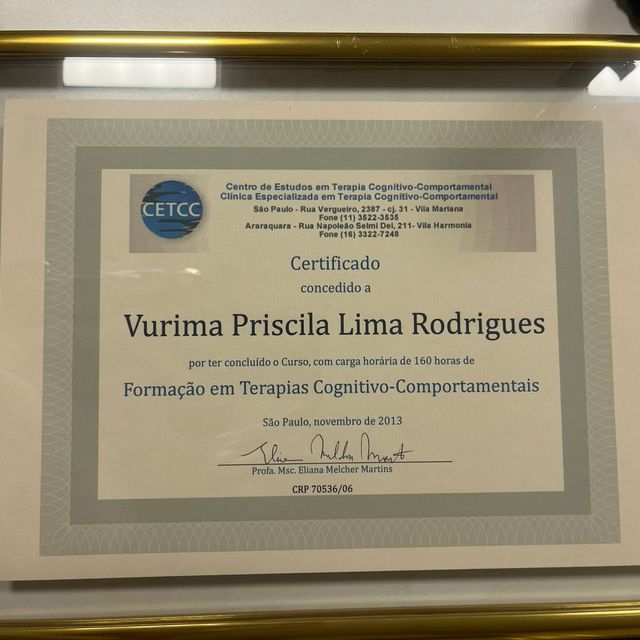 CETCC
Centro de Estudos em Terapia Cognitivo-Comportamental
Clínica Especializada em Terapia Cognitivo-Comportamental
São Paulo - Rua Vergueiro, 2387 - cj. 31 - Vila Mariana
Fone (11) 3522-3535
Araraquara - Rua Napoleão Selmi Dei, 211- Vila Harmonia
Fone (16) 3322-7248
Certificado
concedido a
Vurima Priscila Lima Rodrigues
por ter concluído o Curso, com carga horária de 160 horas de
Formação em Terapias Cognitivo-Comportamentais
São Paulo, novembro de 2013
Profa. Msc. Eliana Melcher Martins
CRP 70536/06